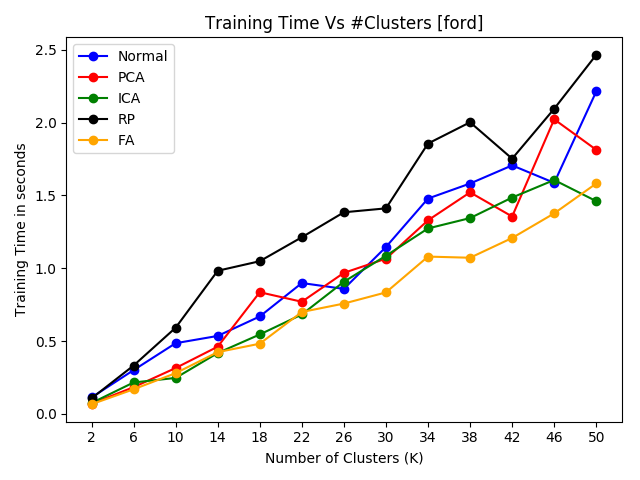 Training Time Vs #Clusters [ford]
Normal
PCA
ICA
RP
FA
Training Time in seconds
2.5
2.0
1.5
1.0
0.5
0.0
2 6 10 14 18 22 26 30 34 38 42 46 50
Number of Clusters (K)